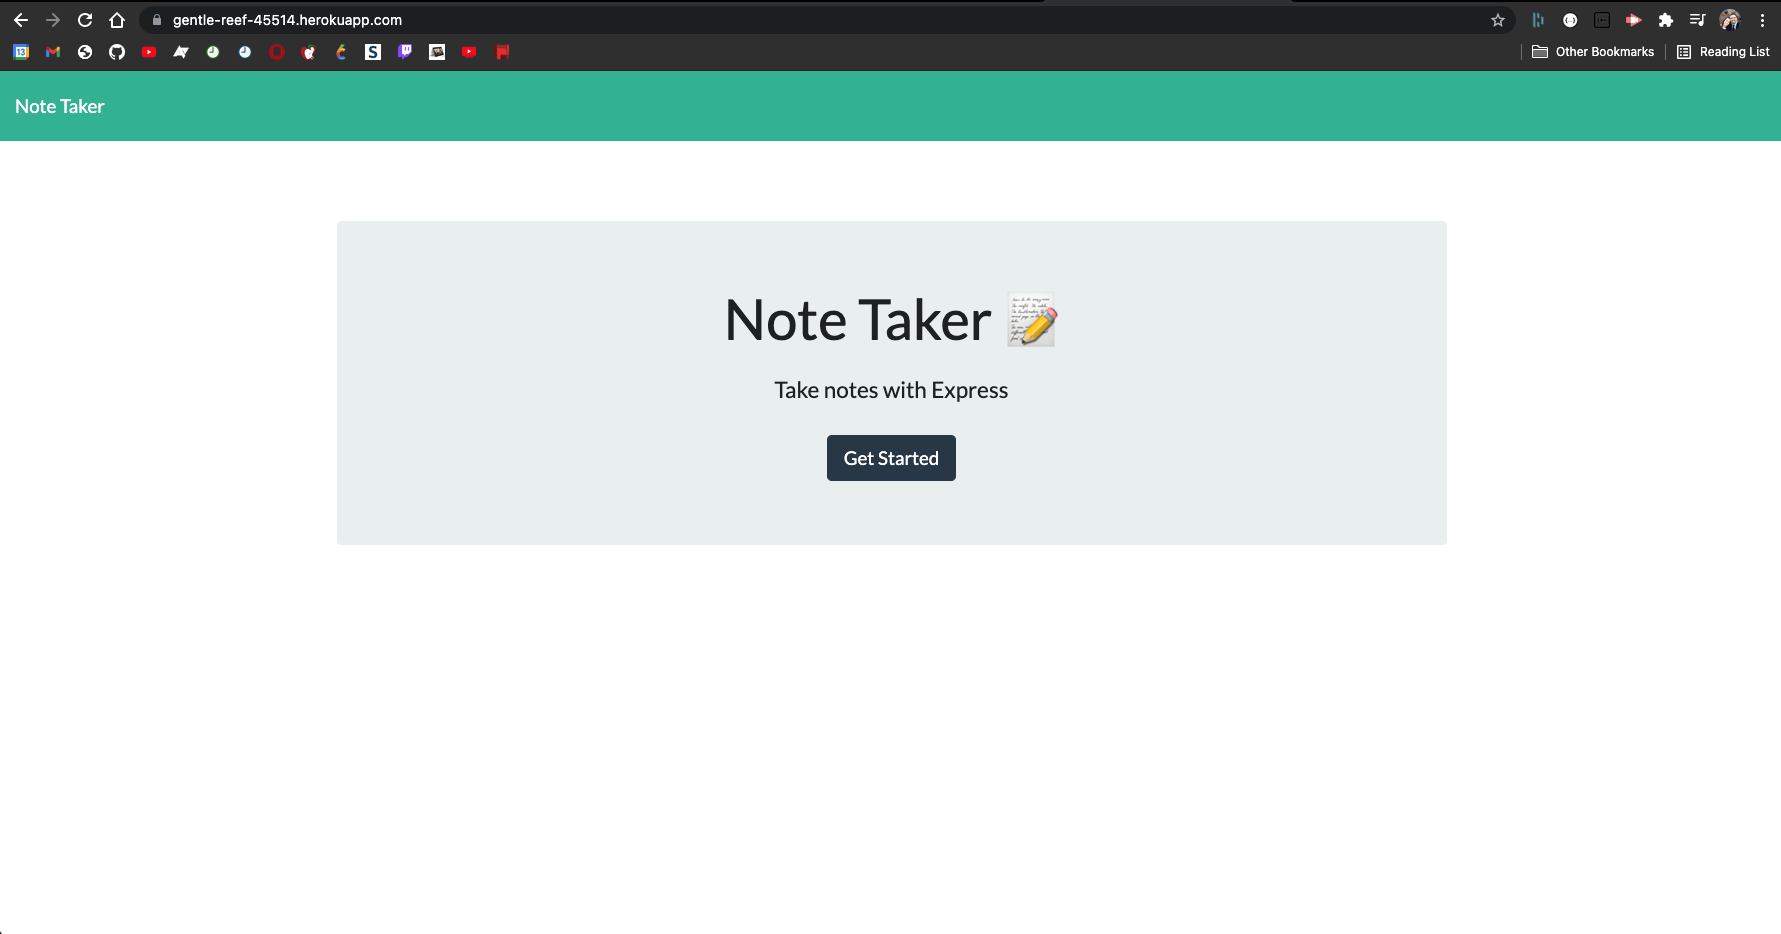 gentle-reef-45514.herokuapp.com
13
S
Other Bookmarks
Reading List
Note Taker
Note Taker
Take notes with Express
Get Started